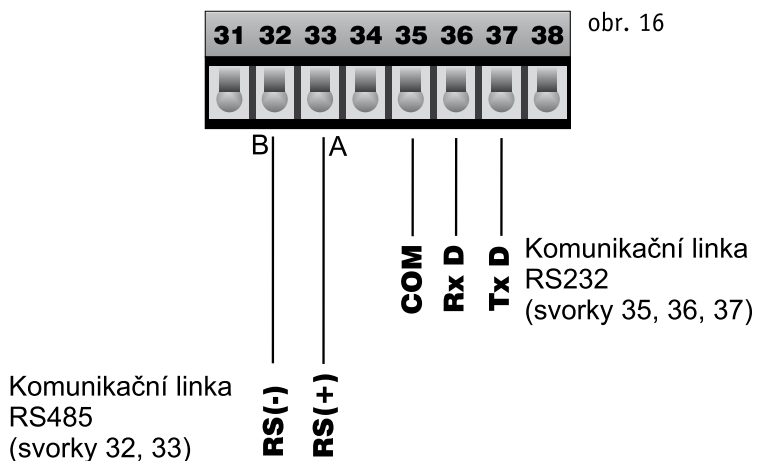 31 32 33 34 35 36 37 38
obr. 16
B
A
COM
Rx D
Tx D
Komunikační linka
RS232
(svorky 35, 36, 37)
Komunikační linka
RS485
(svorky 32, 33)
RS(-)
RS(+)